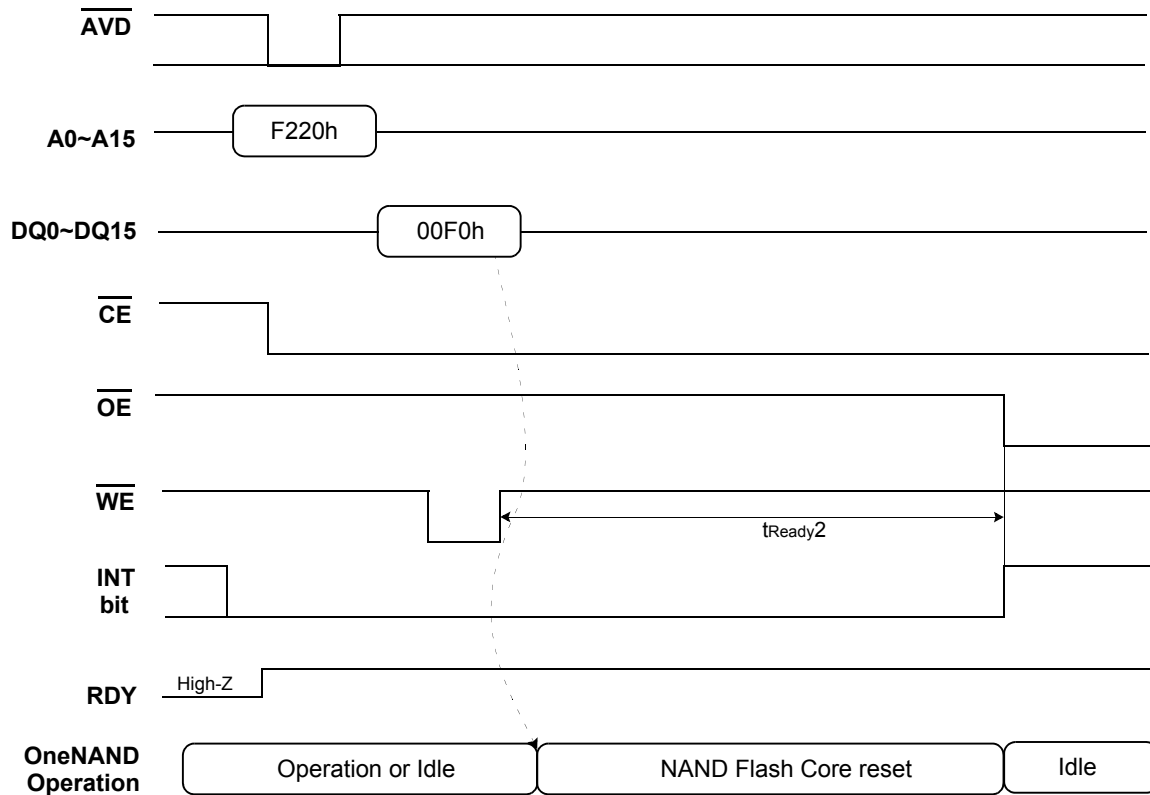 AVD
A0~A15
F220h
DQ0~DQ15
00F0h
CE
OE
WE
tReady2
INT
bit
High-Z
RDY
OneNAND
Operation
Operation or Idle
NAND Flash Core reset
Idle